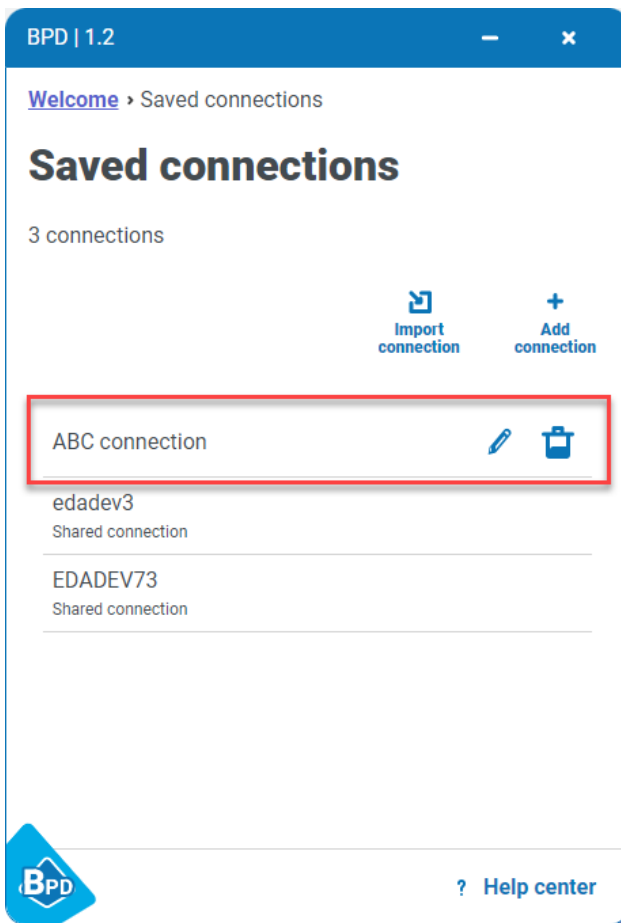 BPD | 1.2
Welcome › Saved connections
Saved connections
3 connections
Import
connection
Add
connection
ABC connection
edadev3
Shared connection
EDADEV73
Shared connection
BPD
? Help center